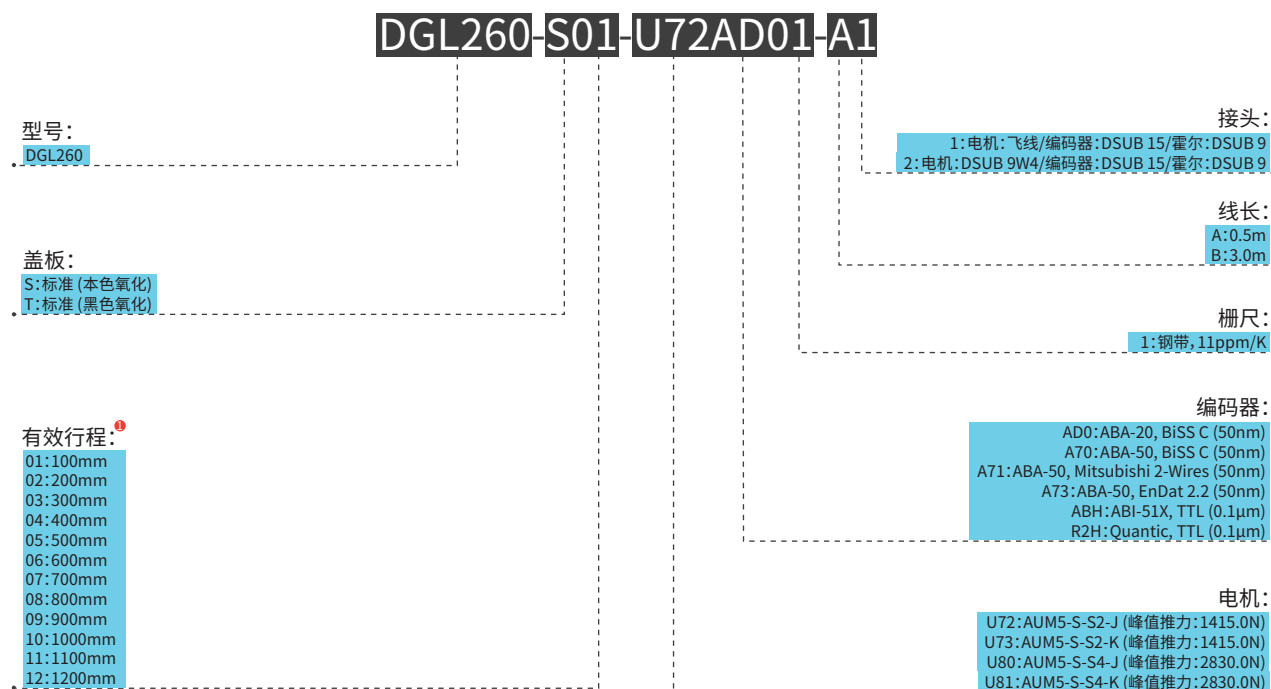 DGL260-S01-U72AD01-A1
型号：
DGL260
盖板：
S：标准 (本色氧化)
T：标准 (黑色氧化)
有效行程：1
01：100mm
02：200mm
03：300mm
04：400mm
05：500mm
06：600mm
07：700mm
08：800mm
09：900mm
10：1000mm
11：1100mm
12：1200mm
接头：
1：电机：飞线/编码器：DSUB 15/霍尔：DSUB 9
2：电机：DSUB 9W4/编码器：DSUB 15/霍尔：DSUB 9
线长：
A：0.5m
B：3.0m
栅尺：
1：钢带，11ppm/K
编码器：
AD0：ABA-20, BiSS C (50nm)
A70：ABA-50, BiSS C (50nm)
A71：ABA-50, Mitsubishi 2-Wires (50nm)
A73：ABA-50, EnDat 2.2 (50nm)
ABH：ABI-51X, TTL (0.1μm)
R2H：Quantic, TTL (0.1μm)
电机：
U72：AUM5-S-S2-J (峰值推力：1415.0N)
U73：AUM5-S-S2-K (峰值推力：1415.0N)
U80：AUM5-S-S4-J (峰值推力：2830.0N)
U81：AUM5-S-S4-K (峰值推力：2830.0N)